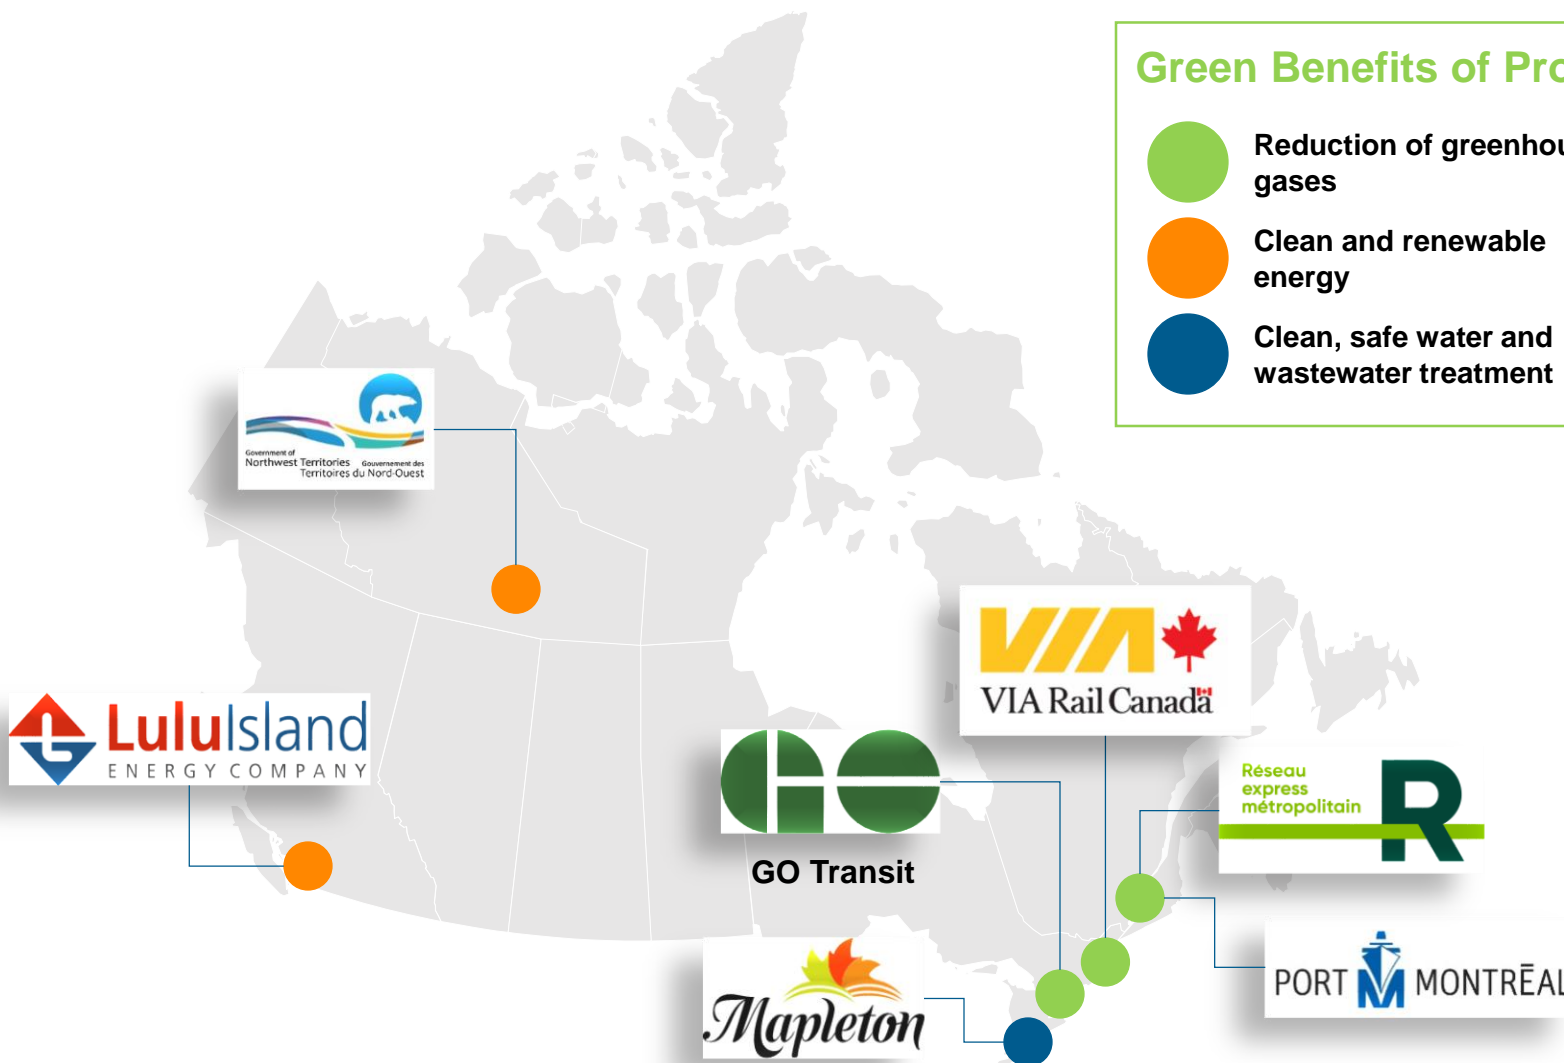 Green Benefits of Pro
Reduction of greenhou
gases
Clean and renewable
energy
Clean, safe water and
wastewater treatment
Government of
Northwest Territories
Gouvernement des
Territoires du Nord-Ouest
VIA
VIA Rail Canada
LuluIsland
ENERGY COMPANY
GO
GO Transit
Réseau
express
métropolitain
R
Mapleton
PORT M MONTRÉAL